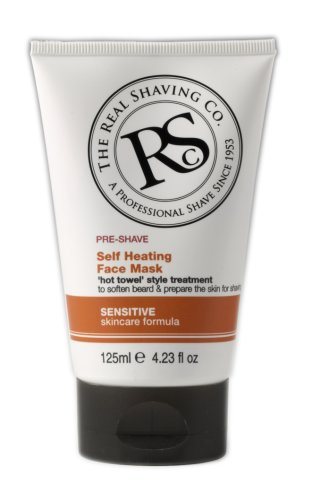 THE REAL SHAVING CO.
RSC
A PROFESSIONAL SHAVE SINCE 1953
PRE-SHAVE
Self Heating
Face Mask
'hot towel' style treatment
to soften beard & prepare the skin for shaving
SENSITIVE
skincare formula
125ml ℮ 4.23 fl oz